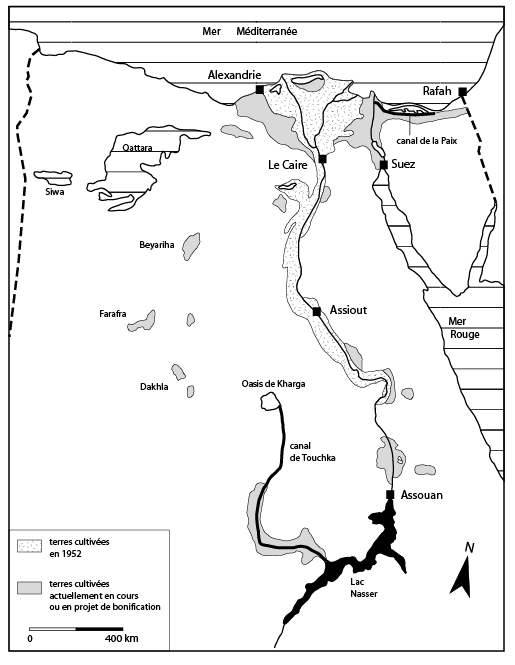 Mer Méditerranée
Alexandrie
Rafah
canal de la Paix
Qattara
Le Caire
Suez
Siwa
Beyariha
Farafra
Assiout
Mer
Rouge
Dakhla
Oasis de Kharga
canal
de Touchka
Assouan
Lac
Nasser
N
terres cultivées
en 1952
terres cultivées
actuellement en cours
ou en projet de bonification
0 400 km